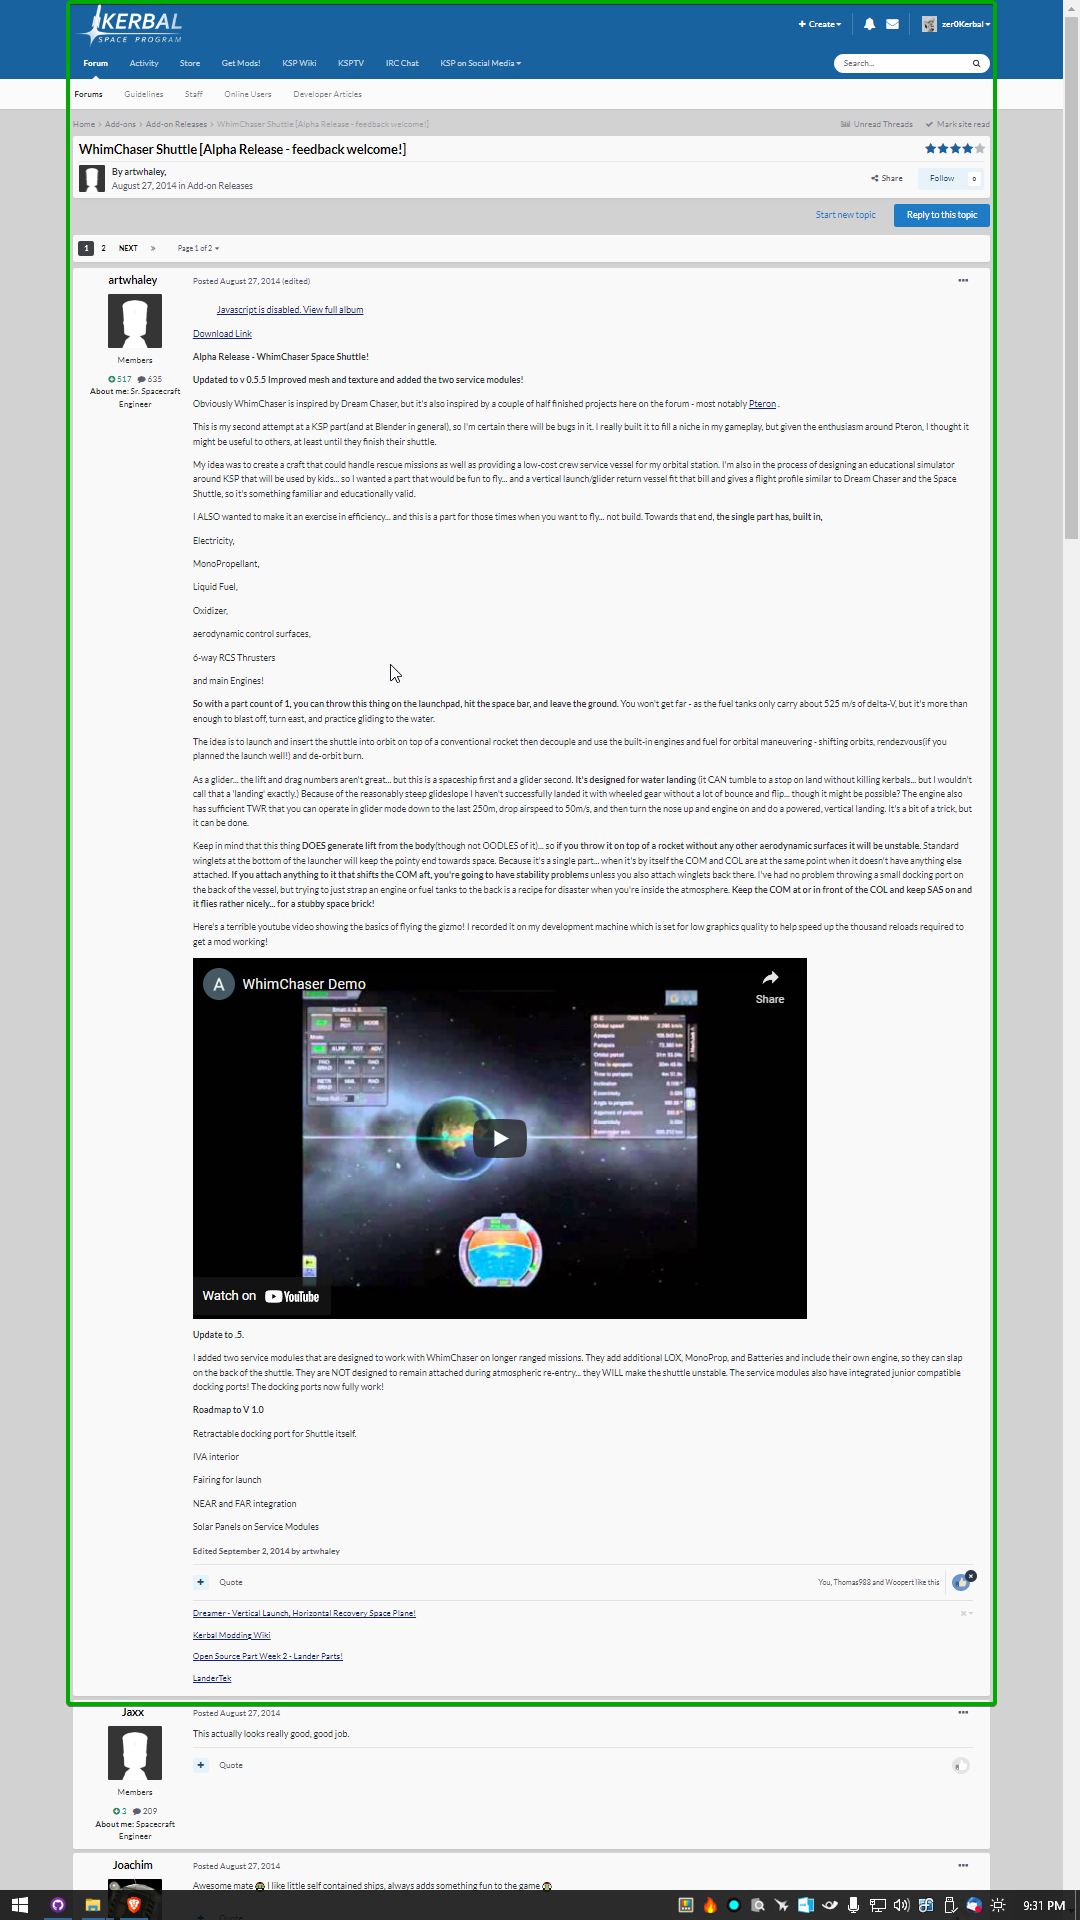 KERBAL
SPACE PROGRAM
+ Create
zer0Kerbal
Forum Activity Store Get Mods! KSP Wiki KSPTV IRC Chat KSP on Social Media
Search...
Forums Guidelines Staff Online Users Developer Articles
Home > Add-ons > Add-on Releases > WhimChaser Shuttle [Alpha Release - feedback welcome!]
Unread Threads Mark site read
WhimChaser Shuttle [Alpha Release - feedback welcome!]
By artwhaley,
August 27, 2014 in Add-on Releases
Share Follow 0
Start new topic Reply to this topic
1 2 NEXT » Page 1 of 2
artwhaley
Members
517 635
About me: Sr. Spacecraft
Engineer
Posted August 27, 2014 (edited)
Javascript is disabled. View full album
Download Link
Alpha Release - WhimChaser Space Shuttle!
Updated to v 0.5.5 Improved mesh and texture and added the two service modules!
Obviously WhimChaser is inspired by Dream Chaser, but it's also inspired by a couple of half finished projects here on the forum - most notably Pteron .
This is my second attempt at a KSP part(and at Blender in general), so I'm certain there will be bugs in it. I really built it to fill a niche in my gameplay, but given the enthusiasm around Pteron, I thought it
might be useful to others, at least until they finish their shuttle.
My idea was to create a craft that could handle rescue missions as well as providing a low-cost crew service vessel for my orbital station. I'm also in the process of designing an educational simulator
around KSP that will be used by kids... so I wanted a part that would be fun to fly... and a vertical launch/glider return vessel fit that bill and gives a flight profile similar to Dream Chaser and the Space
Shuttle, so it's something familiar and educationally valid.
I ALSO wanted to make it an exercise in efficiency... and this is a part for those times when you want to fly... not build. Towards that end, the single part has, built in,
Electricity,
MonoPropellant,
Liquid Fuel,
Oxidizer,
aerodynamic control surfaces,
6-way RCS Thrusters
and main Engines!
So with a part count of 1, you can throw this thing on the launchpad, hit the space bar, and leave the ground. You won't get far - as the fuel tanks only carry about 525 m/s of delta-V, but it's more than
enough to blast off, turn east, and practice gliding to the water.
The idea is to launch and insert the shuttle into orbit on top of a conventional rocket then decouple and use the built-in engines and fuel for orbital maneuvering - shifting orbits, rendezvous(if you
planned the launch well!) and de-orbit burn.
As a glider... the lift and drag numbers aren't great... but this is a spaceship first and a glider second. It's designed for water landing (it CAN tumble to a stop on land without killing kerbals... but I wouldn't
call that a 'landing' exactly.) Because of the reasonably steep glideslope I haven't successfully landed it with wheeled gear without a lot of bounce and flip... though it might be possible? The engine also
has sufficient TWR that you can operate in glider mode down to the last 250m, drop airspeed to 50m/s, and then turn the nose up and engine on and do a powered, vertical landing. It's a bit of a trick, but
it can be done.
Keep in mind that this thing DOES generate lift from the body(though not OODLES of it)... so if you throw it on top of a rocket without any other aerodynamic surfaces it will be unstable. Standard
winglets at the bottom of the launcher will keep the pointy end towards space. Because it's a single part... when it's by itself the COM and COL are at the same point when it doesn't have anything else
attached. If you attach anything to it that shifts the COM aft, you're going to have stability problems unless you also attach winglets back there. I've had no problem throwing a small docking port on
the back of the vessel, but trying to just strap an engine or fuel tanks to the back is a recipe for disaster when you're inside the atmosphere. Keep the COM at or in front of the COL and keep SAS on and
it flies rather nicely... for a stubby space brick!
Here's a terrible youtube video showing the basics of flying the gizmo! I recorded it on my development machine which is set for low graphics quality to help speed up the thousand reloads required to
get a mod working!
A WhimChaser Demo
Share
Watch on YouTube
Update to .5.
I added two service modules that are designed to work with WhimChaser on longer ranged missions. They add additional LOX, MonoProp, and Batteries and include their own engine, so they can slap
on the back of the shuttle. They are NOT designed to remain attached during atmospheric re-entry... they WILL make the shuttle unstable. The service modules also have integrated junior compatible
docking ports! The docking ports now fully work!
Roadmap to V 1.0
Retractable docking port for Shuttle itself.
IVA interior
Fairing for launch
NEAR and FAR integration
Solar Panels on Service Modules
Edited September 2, 2014 by artwhaley
+ Quote
You, Thomas988 and Woopert like this
Dreamer - Vertical Launch, Horizontal Recovery Space Plane!
Kerbal Modding Wiki
Open Source Part Week 2 - Lander Parts!
LanderTek
Jaxx
Members
3 209
About me: Spacecraft
Engineer
Posted August 27, 2014
This actually looks really good, good job.
+ Quote
Joachim
Posted August 27, 2014
Awesome mate I like little self contained ships, always adds something fun to the game
9:31 PM